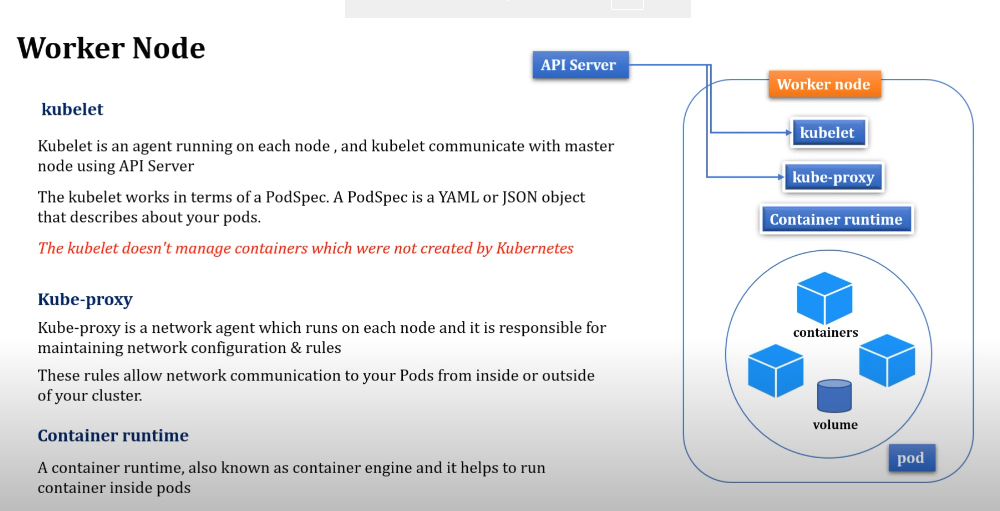 Worker Node
kubelet
Kubelet is an agent running on each node , and kubelet communicate with master
node using API Server
The kubelet works in terms of a PodSpec. A PodSpec is a YAML or JSON object
that describes about your pods.
The kubelet doesn't manage containers which were not created by Kubernetes
Kube-proxy
Kube-proxy is a network agent which runs on each node and it is responsible for
maintaining network configuration & rules
These rules allow network communication to your Pods from inside or outside
of your cluster.
Container runtime
A container runtime, also known as container engine and it helps to run
container inside pods
API Server
Worker node
kubelet
kube-proxy
Container runtime
containers
volume
pod